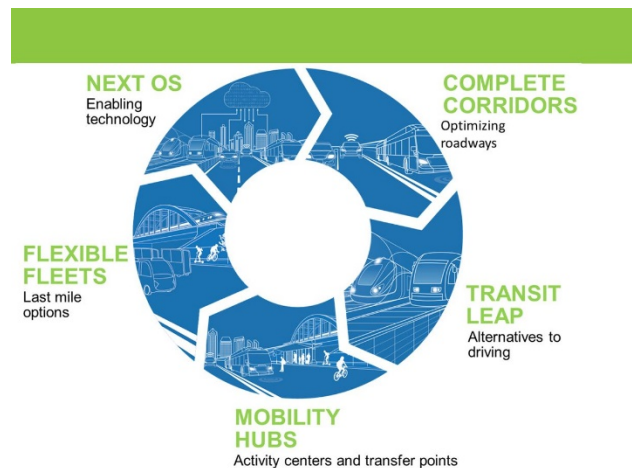 NEXT OS
Enabling
technology
COMPLETE
CORRIDORS
Optimizing
roadways
FLEXIBLE
FLEETS
Last mile
options
TRANSIT
LEAP
Alternatives to
driving
MOBILITY
HUBS
Activity centers and transfer points